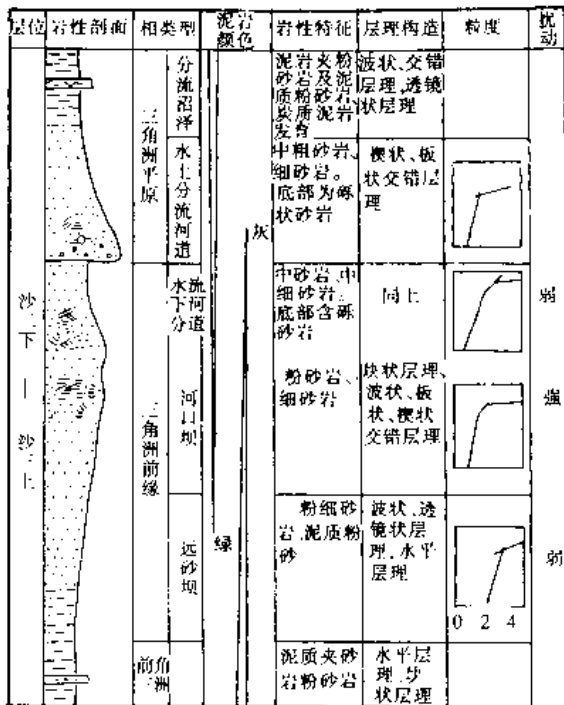 层位 岩性剖面 相类型 泥岩颜色 岩性特征 层理构造 粒度 扰动
三角洲平原
分流沼泽
泥岩夹粉
砂岩及泥
质粉砂岩,
炭质泥岩
发育
波状、交错
层理,透镜
状层理
水上分流河道
中粗砂岩、
细砂岩。
底部为砾
状砂岩
楔状、板
状交错层
理
灰
沙二下—沙二上
三角洲前缘
水下分流河道
中砂岩、中
细砂岩。
底部含砾
砂岩
同上
弱
河口坝
粉砂岩、
细砂岩
块状层理、
波状、板
状、楔状
交错层理
强
绿
远砂坝
粉细砂
岩、泥质粉
砂
波状、透
镜状层
理、水平
层理
弱
0 2 4
前三角洲
泥质夹砂
岩粉砂岩
水平层
理、
状层理